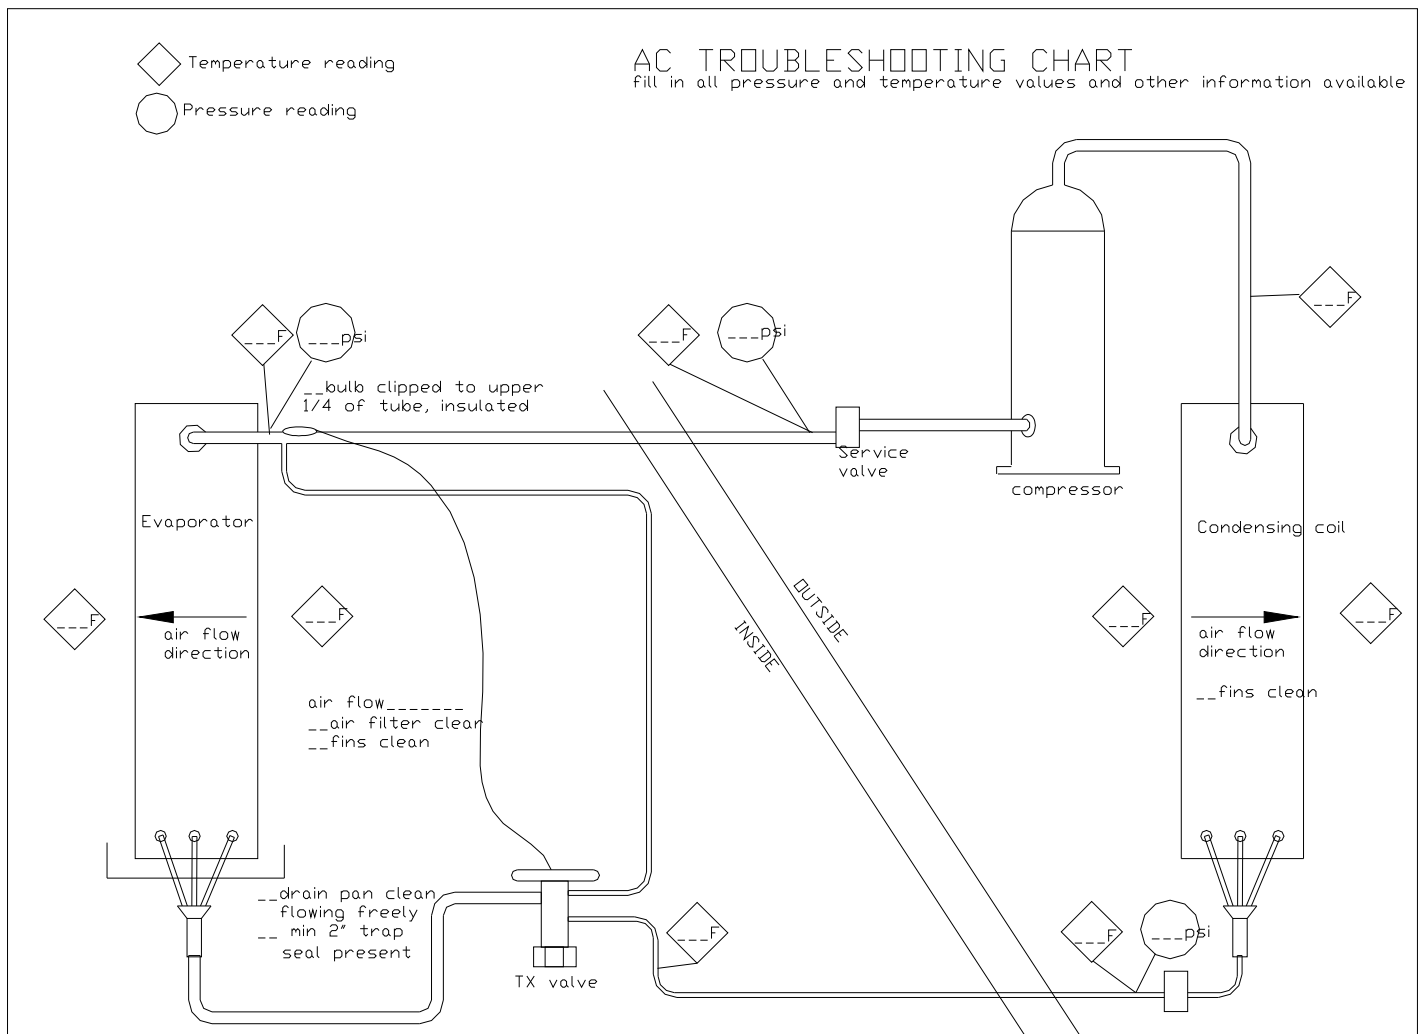 Temperature reading
Pressure reading
AC TROUBLESHOOTING CHART
fill in all pressure and temperature values and other information available
___F
___F
___psi
___F
___psi
__bulb clipped to upper
1/4 of tube, insulated
Service
valve
compressor
Evaporator
Condensing coil
___F
air flow
direction
___F
OUTSIDE
INSIDE
___F
air flow
direction
___F
__fins clean
air flow_______
__air filter clear
__fins clean
__drain pan clean
flowing freely
__ min 2" trap
seal present
TX valve
___F
___F
___psi